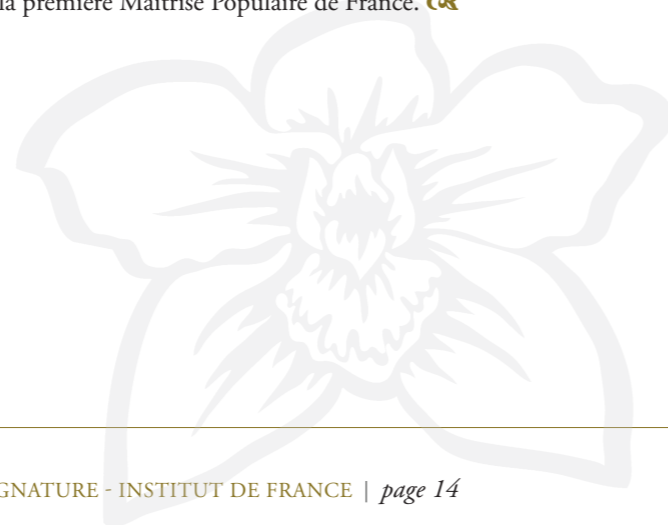 la première Maîtrise Populaire de France.
GNATURE - INSTITUT DE FRANCE | page 14